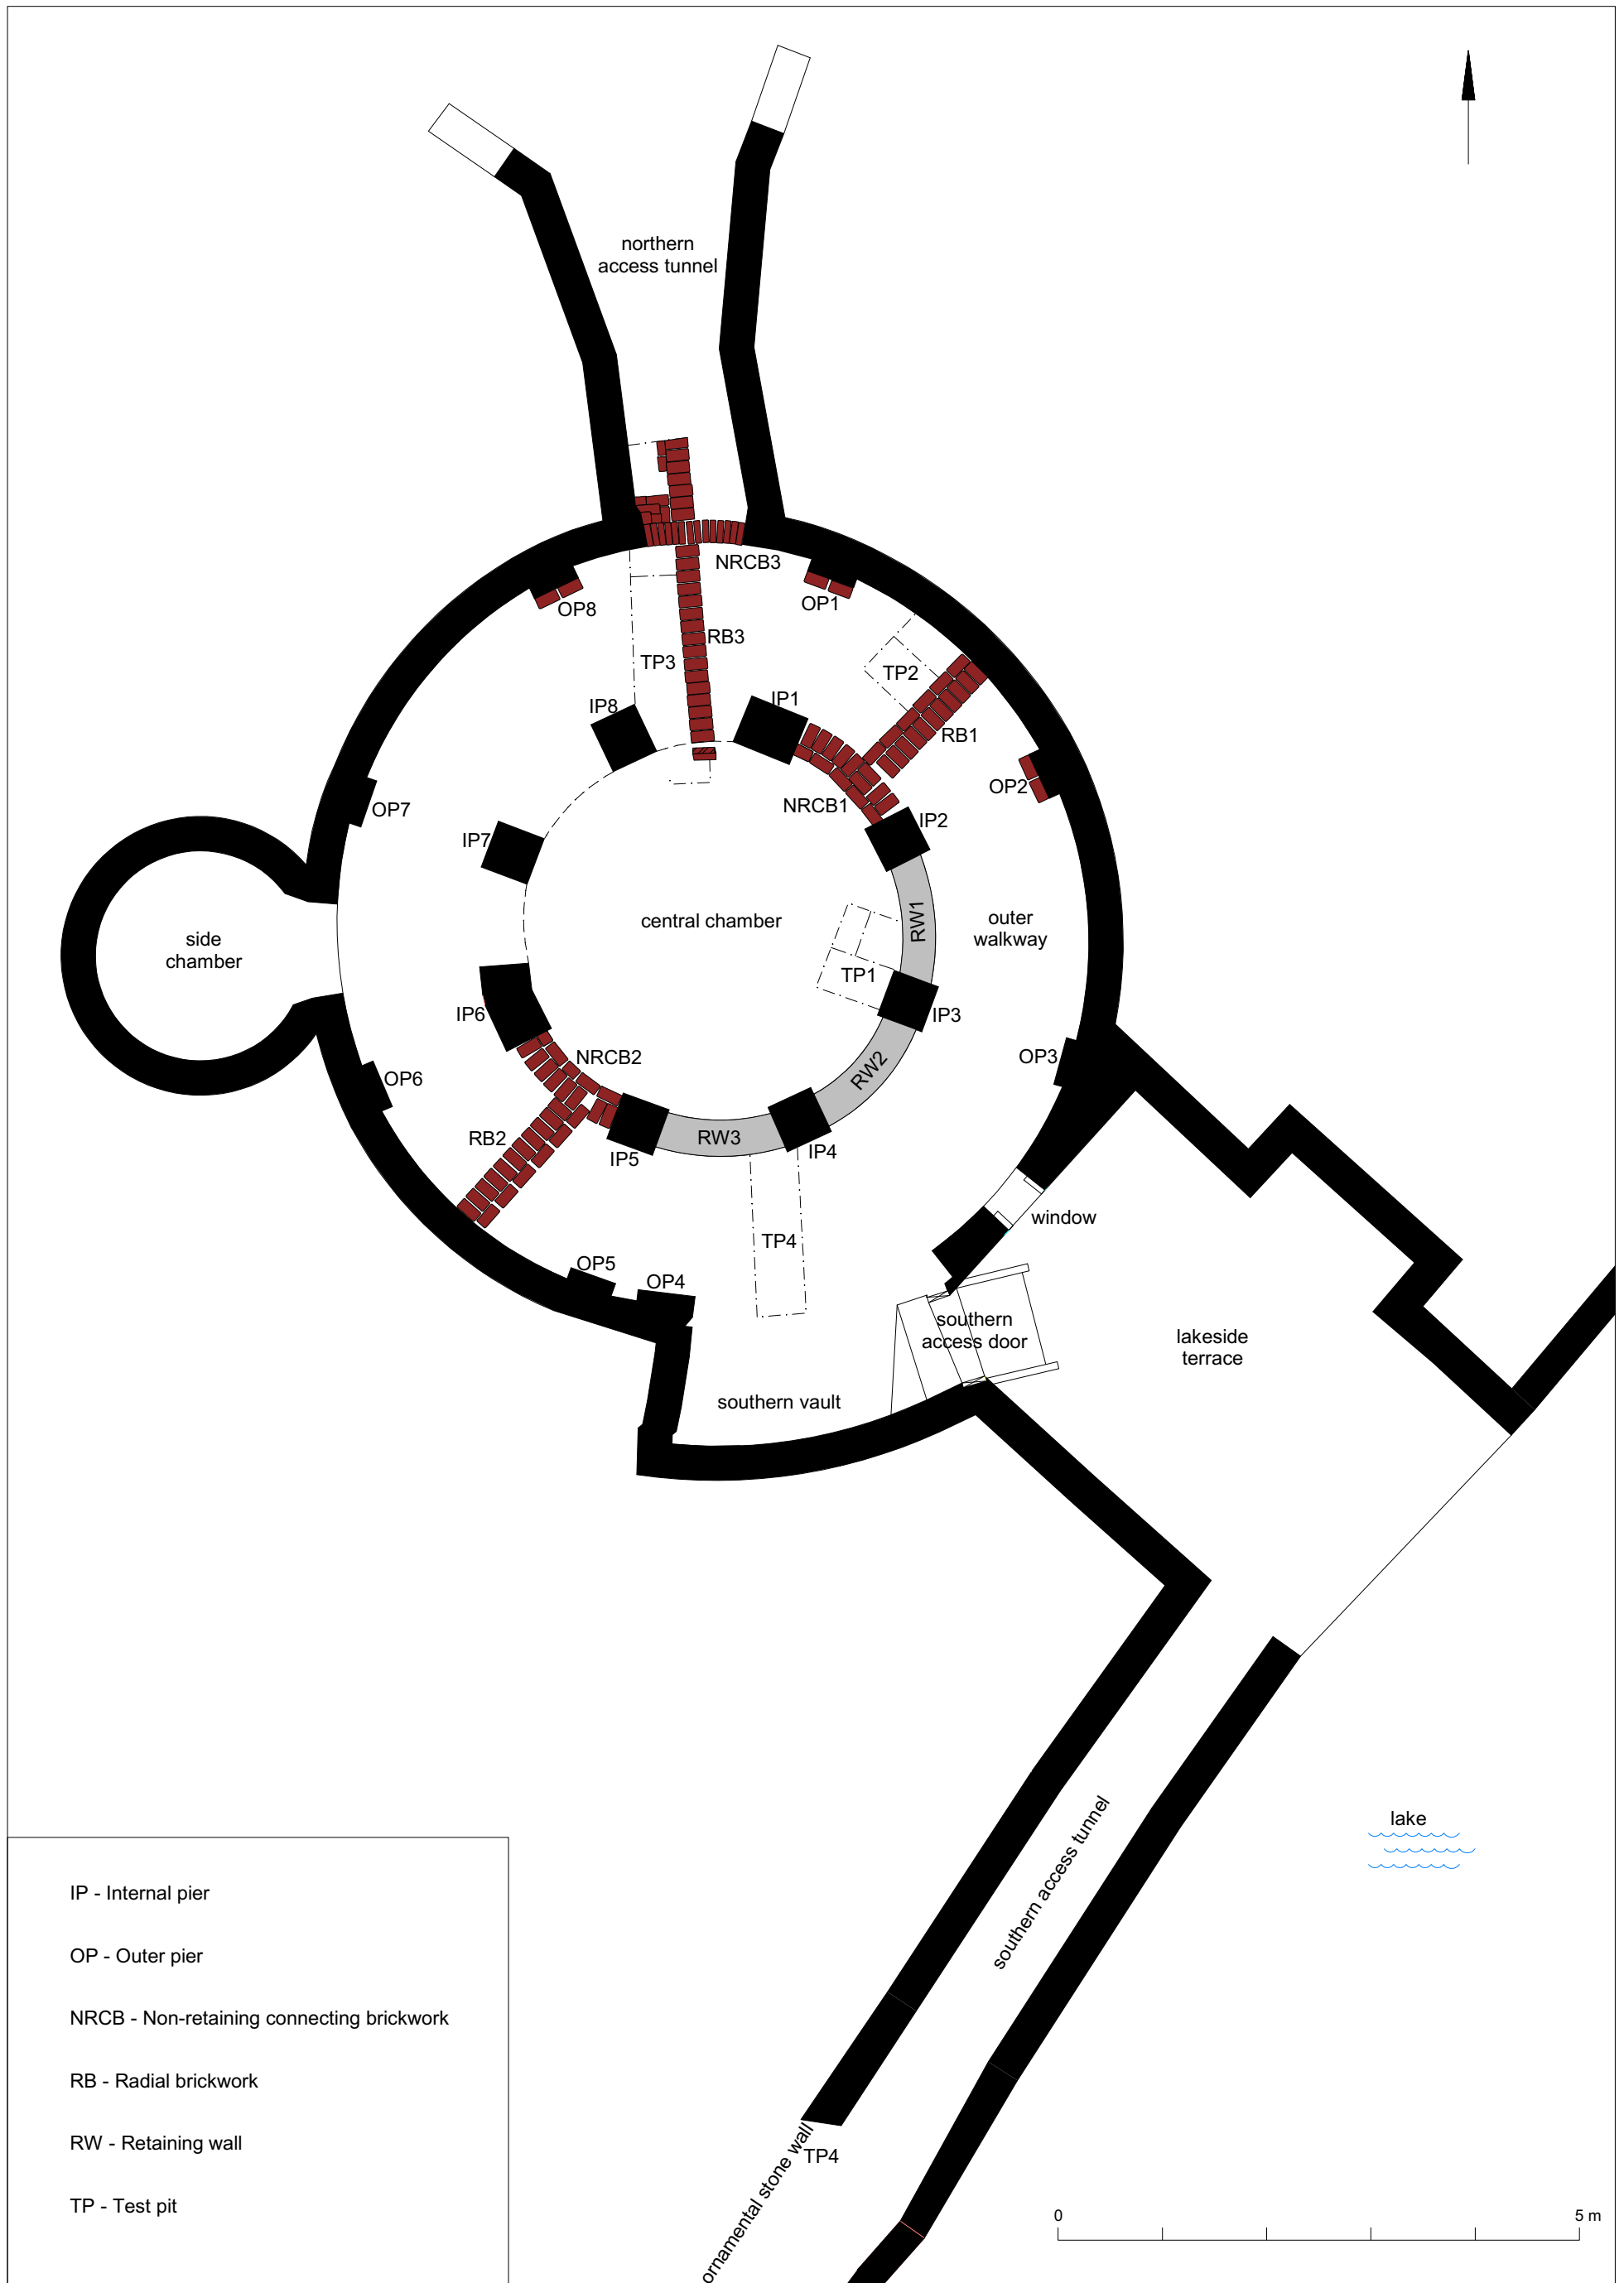 northern
access tunnel
NRCB3
OP1
OP8
RB3
TP3
TP2
IP1
IP8
RB1
OP2
NRCB1
OP7
IP2
IP7
central chamber
RW1
outer
walkway
side
chamber
TP1
IP6
IP3
NRCB2
OP3
RW2
OP6
RB2
RW3
IP4
IP5
window
TP4
OP5
OP4
southern
access door
lakeside
terrace
southern vault
lake
southern access tunnel
IP - Internal pier
OP - Outer pier
NRCB - Non-retaining connecting brickwork
RB - Radial brickwork
RW - Retaining wall
TP - Test pit
ornamental stone wall
TP4
0
5 m